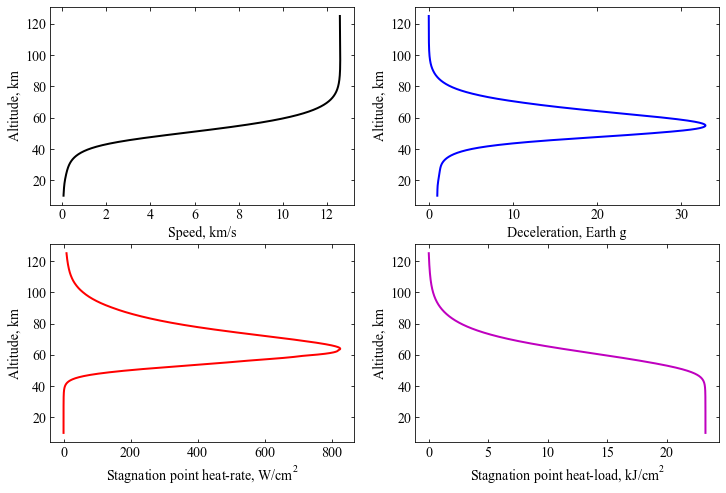 120
100
80
60
40
20
Altitude, km
0 2 4 6 8 10 12
Speed, km/s
120
100
80
60
40
20
Altitude, km
0 10 20 30
Deceleration, Earth g
120
100
80
60
40
20
Altitude, km
0 200 400 600 800
Stagnation point heat-rate, W/cm²
120
100
80
60
40
20
Altitude, km
0 5 10 15 20
Stagnation point heat-load, kJ/cm²